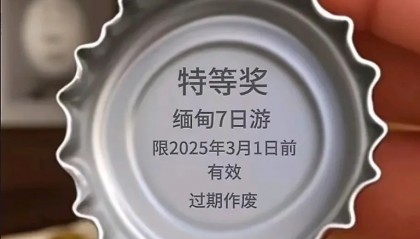 特等奖
缅甸7日游
限2025年3月1日前
有效
过期作废